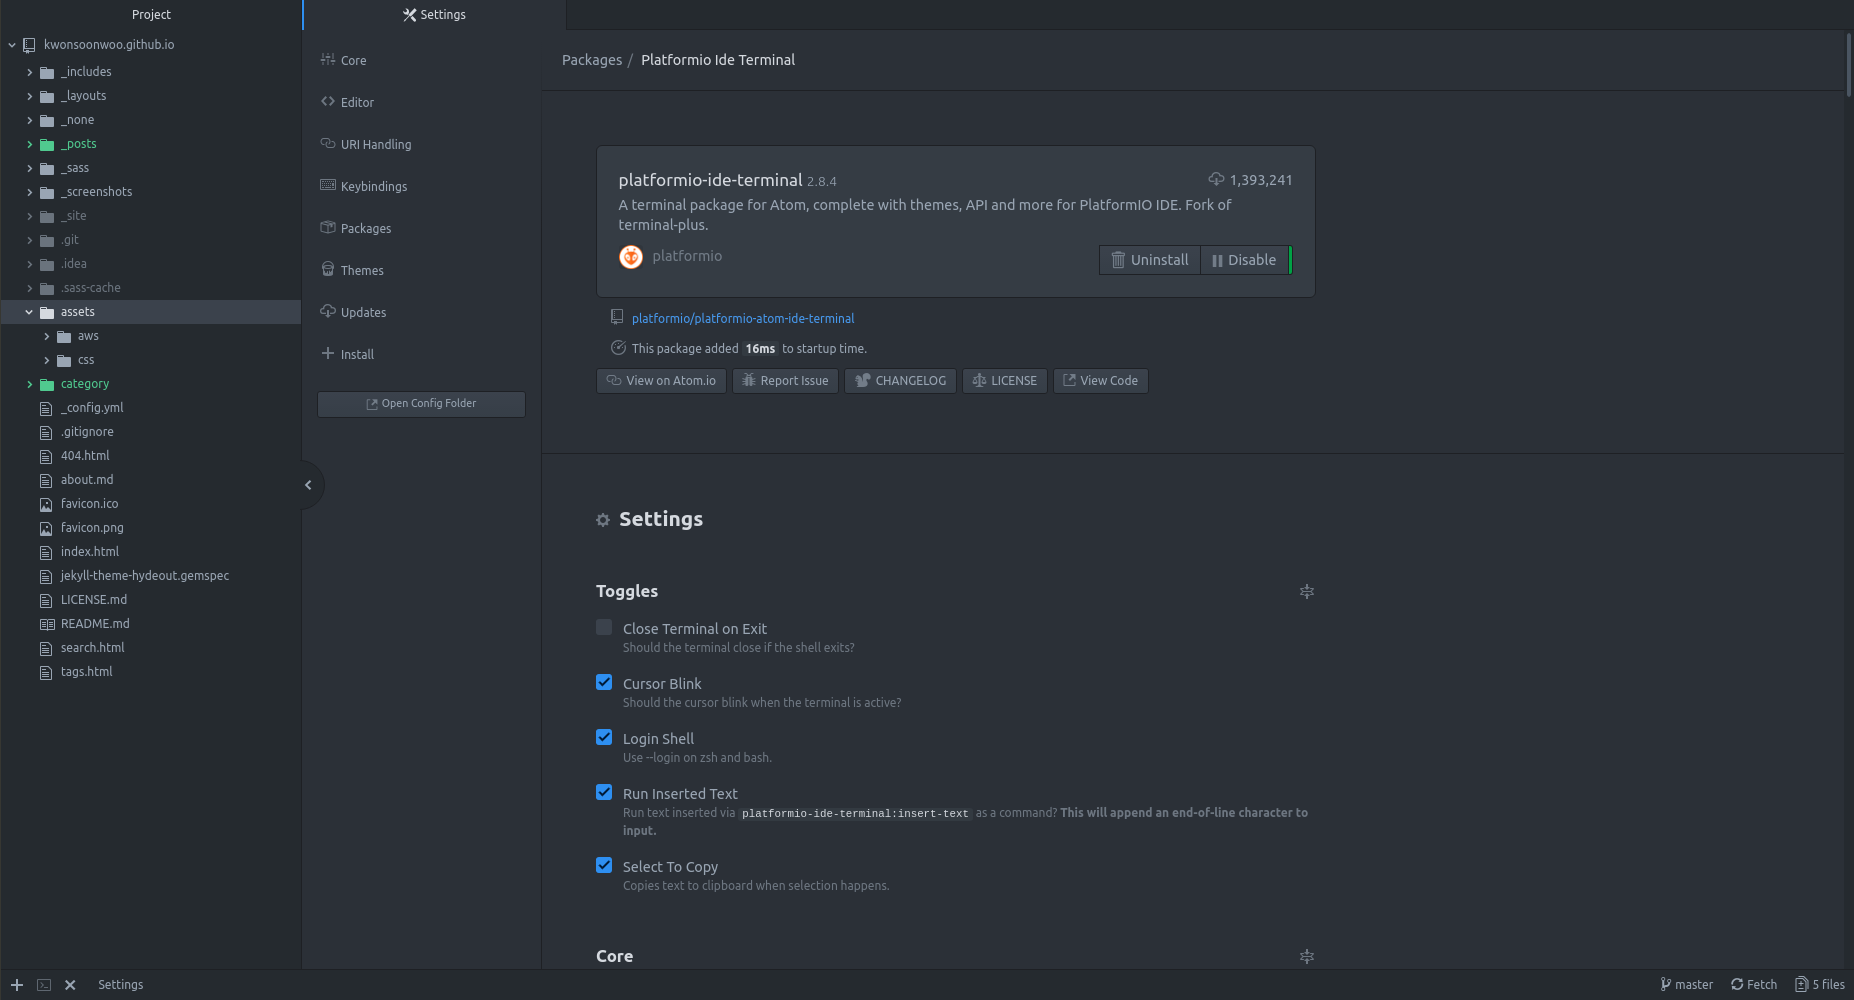 Project
kwonsoonwoo.github.io
_includes
_layouts
_none
_posts
_sass
_screenshots
_site
.git
.idea
.sass-cache
assets
aws
css
category
_config.yml
.gitignore
404.html
about.md
favicon.ico
favicon.png
index.html
jekyll-theme-hydeout.gemspec
LICENSE.md
README.md
search.html
tags.html
Settings
Core
Editor
URI Handling
Keybindings
Packages
Themes
Updates
Install
Open Config Folder
Packages / Platformio Ide Terminal
platformio-ide-terminal 2.8.4
1,393,241
A terminal package for Atom, complete with themes, API and more for PlatformIO IDE. Fork of
terminal-plus.
platformio
Uninstall Disable
platformio/platformio-atom-ide-terminal
This package added 16ms to startup time.
View on Atom.io Report Issue CHANGELOG LICENSE View Code
Settings
Toggles
Close Terminal on Exit
Should the terminal close if the shell exits?
Cursor Blink
Should the cursor blink when the terminal is active?
Login Shell
Use --login on zsh and bash.
Run Inserted Text
Run text inserted via platformio-ide-terminal:insert-text as a command? This will append an end-of-line character to
input.
Select To Copy
Copies text to clipboard when selection happens.
Core
Settings
master Fetch 5 files